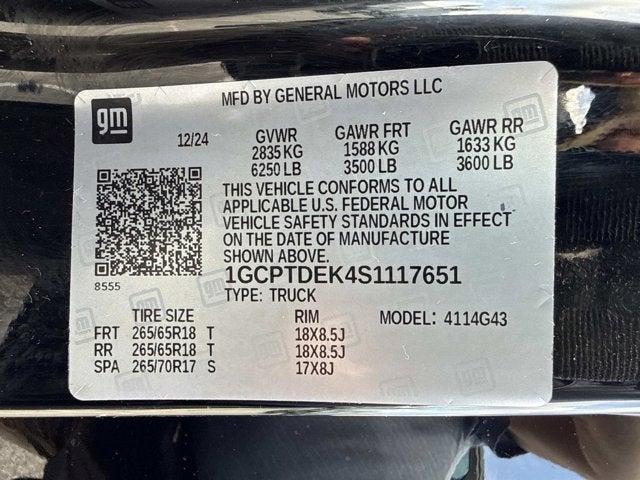 MFD BY GENERAL MOTORS LLC
gm
12/24
GVWR GAWR FRT GAWR RR
2835 KG 1588 KG 1633 KG
6250 LB 3500 LB 3600 LB
THIS VEHICLE CONFORMS TO ALL
APPLICABLE U.S. FEDERAL MOTOR
VEHICLE SAFETY STANDARDS IN EFFECT
ON THE DATE OF MANUFACTURE
SHOWN ABOVE.
8555
1GCPTDEK4S1117651
TYPE: TRUCK
TIRE SIZE RIM MODEL: 4114G43
FRT 265/65R18 T 18X8.5J
RR 265/65R18 T 18X8.5J
SPA 265/70R17 S 17X8J